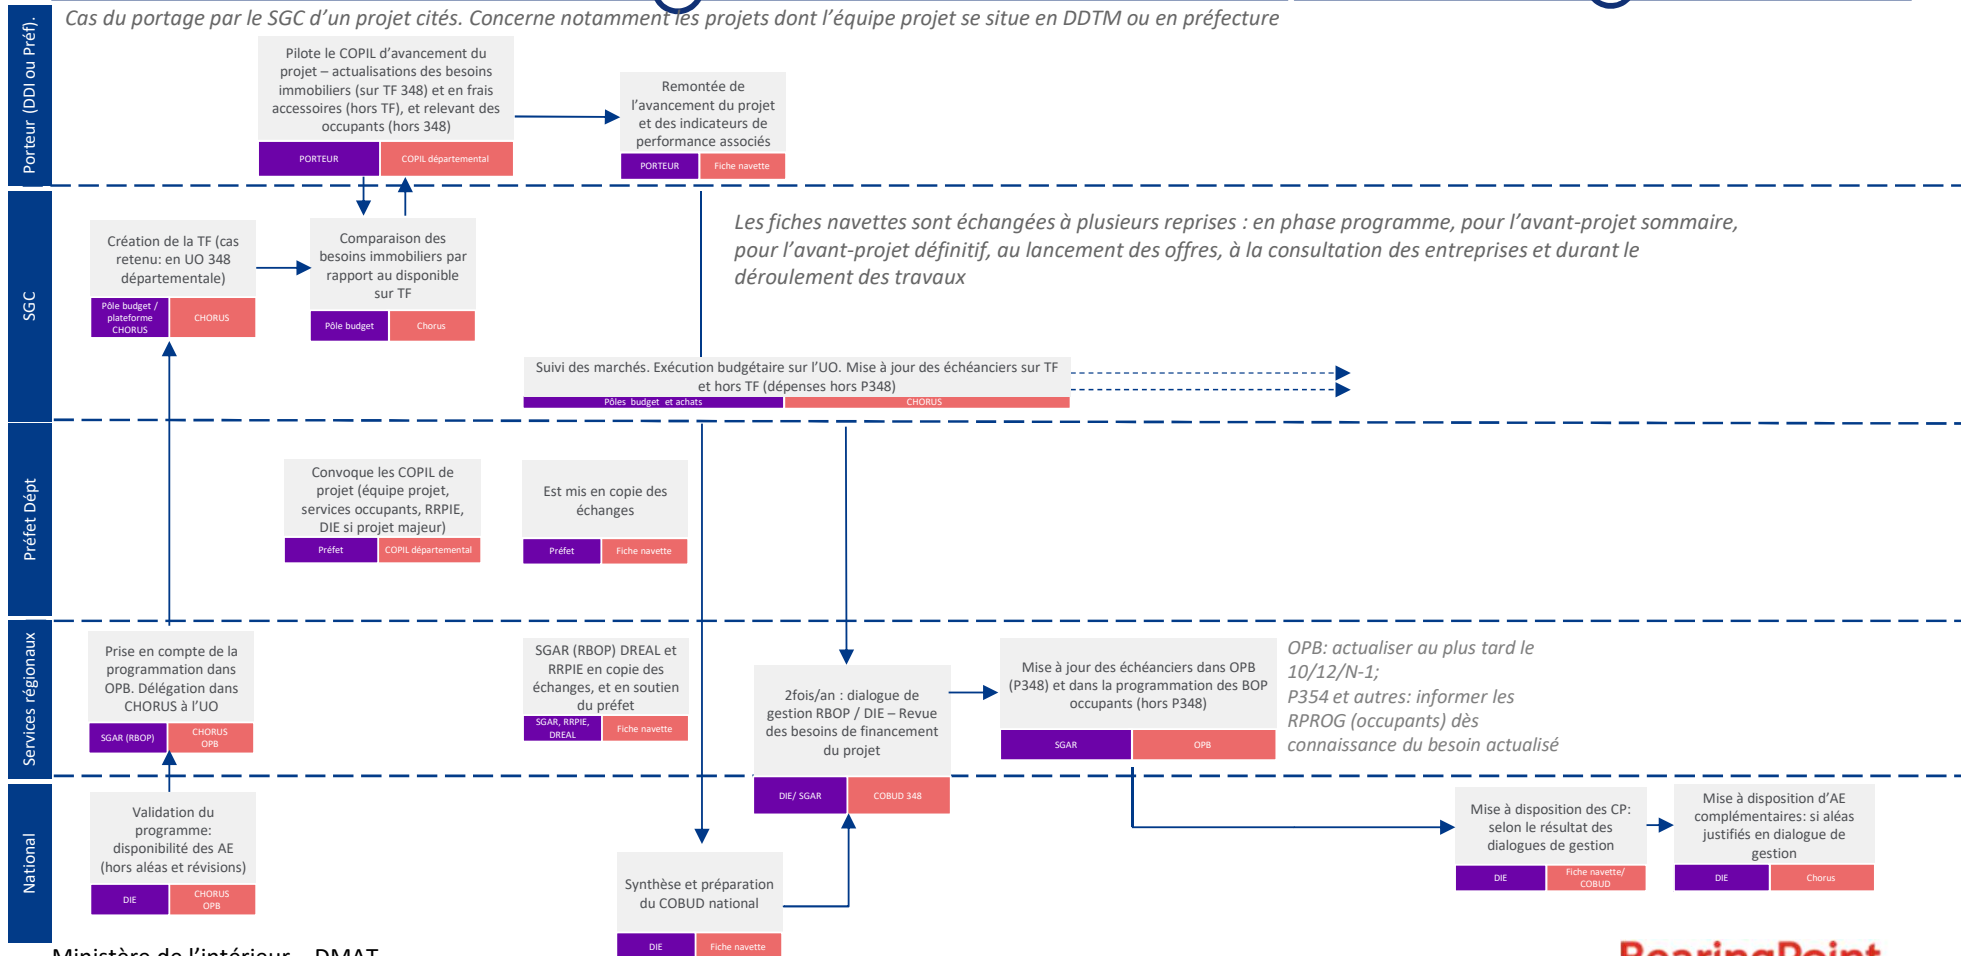 Cas du portage par le SGC d'un projet cités. Concerne notamment les projets dont l'équipe projet se situe en DDTM ou en préfecture
Porteur (DDI ou Préf).
Pilote le COPIL d'avancement du
projet – actualisations des besoins
immobiliers (sur TF 348) et en frais
accessoires (hors TF), et relevant des
occupants (hors 348)
PORTEUR
COPIL départemental
Remontée de
l'avancement du projet
et des indicateurs de
performance associés
PORTEUR
Fiche navette
SGC
Création de la TF (cas
retenu: en UO 348
départementale)
Pôle budget /
plateforme
CHORUS
CHORUS
Comparaison des
besoins immobiliers par
rapport au disponible
sur TF
Pôle budget
Chorus
Les fiches navettes sont échangées à plusieurs reprises : en phase programme, pour l'avant-projet sommaire,
pour l'avant-projet définitif, au lancement des offres, à la consultation des entreprises et durant le
déroulement des travaux
Suivi des marchés. Exécution budgétaire sur l'UO. Mise à jour des échéanciers sur TF
et hors TF (dépenses hors P348)
Pôles budget et achats
CHORUS
Préfet Dépt
Convoque les COPIL de
projet (équipe projet,
services occupants, RRPIE,
DIE si projet majeur)
Préfet
COPIL départemental
Est mis en copie des
échanges
Préfet
Fiche navette
Services régionaux
Prise en compte de la
programmation dans
OPB. Délégation dans
CHORUS à l'UO
SGAR (RBOP)
CHORUS
OPB
SGAR (RBOP) DREAL et
RRPIE en copie des
échanges, et en soutien
du préfet
SGAR, RRPIE,
DREAL
Fiche navette
2fois/an : dialogue de
gestion RBOP / DIE – Revue
des besoins de financement
du projet
DIE/ SGAR
COBUD 348
Mise à jour des échéanciers dans OPB
(P348) et dans la programmation des BOP
occupants (hors P348)
SGAR
OPB
OPB: actualiser au plus tard le
10/12/N-1;
P354 et autres: informer les
RPROG (occupants) dès
connaissance du besoin actualisé
National
Validation du
programme:
disponibilité des AE
(hors aléas et révisions)
DIE
CHORUS
OPB
Synthèse et préparation
du COBUD national
DIE
Fiche navette
Mise à disposition des CP:
selon le résultat des
dialogues de gestion
DIE
Fiche navette/
COBUD
Mise à disposition d'AE
complémentaires: si aléas
justifiés en dialogue de
gestion
DIE
Chorus
Ministère de l'intérieur – DMAT
BearingPoint